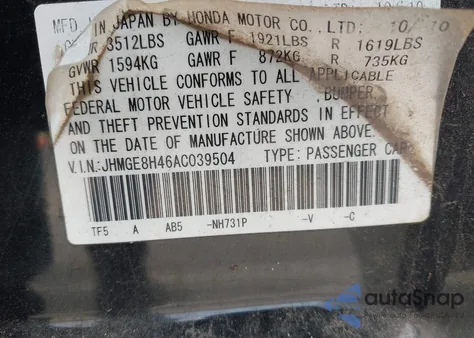 MFD. IN JAPAN BY HONDA MOTOR CO., LTD: 10/10
3512LBS GAWR F 1921LBS R 1619LBS
GVWR 1594KG GAWR F 872KG R 735KG
THIS VEHICLE CONFORMS TO ALL APPLICABLE
FEDERAL MOTOR VEHICLE SAFETY , BUMPER,
AND THEFT PREVENTION STANDARDS IN EFFECT
ON THE DATE OF MANUFACTURE SHOWN ABOVE.
V.I.N.:JHMGE8H46AC039504 TYPE: PASSENGER CAR
TF5 A AB5 -NH731P -V -C
autoSnap